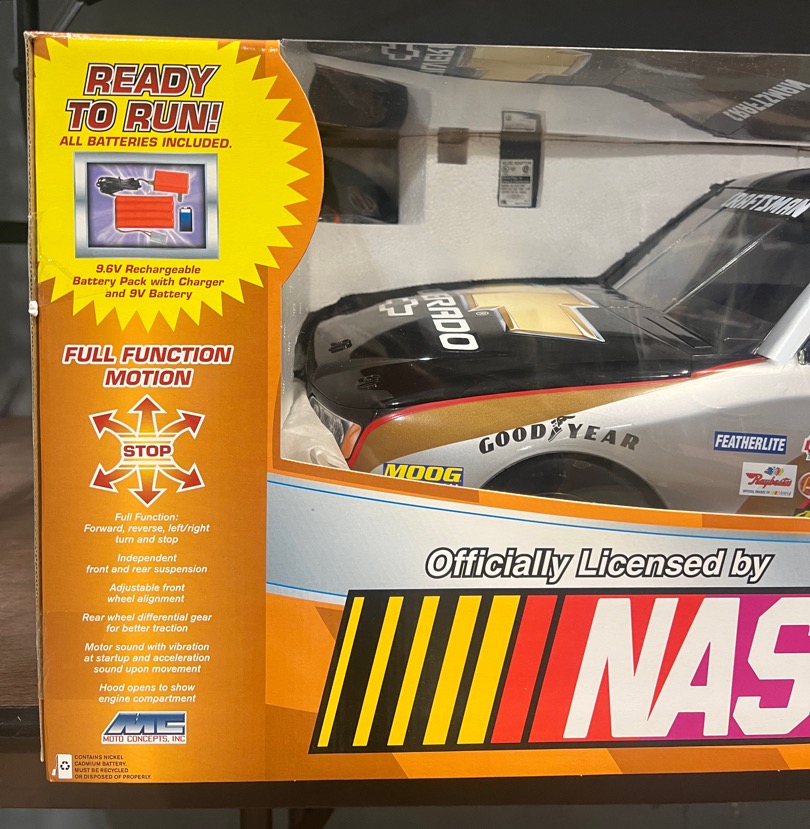 READY
TO RUN!
ALL BATTERIES INCLUDED.
9.6V Rechargeable
Battery Pack with Charger
and 9V Battery
FULL FUNCTION
MOTION
STOP
Full Function:
Forward, reverse, left/right
turn and stop
Independent
front and rear suspension
Adjustable front
wheel alignment
Rear wheel differential gear
for better traction
Motor sound with vibration
at startup and acceleration
sound upon movement
Hood opens to show
engine compartment
MC
MOTO CONCEPTS, INC
CONTAINS NICKEL
CADMIUM BATTERY.
MUST BE RECYCLED
OR DISPOSED OF PROPERLY.
CRAFTSMAN
RADO
GOODYEAR
MOOG
FEATHERLITE
Raybestos
Officially Licensed by
NAS